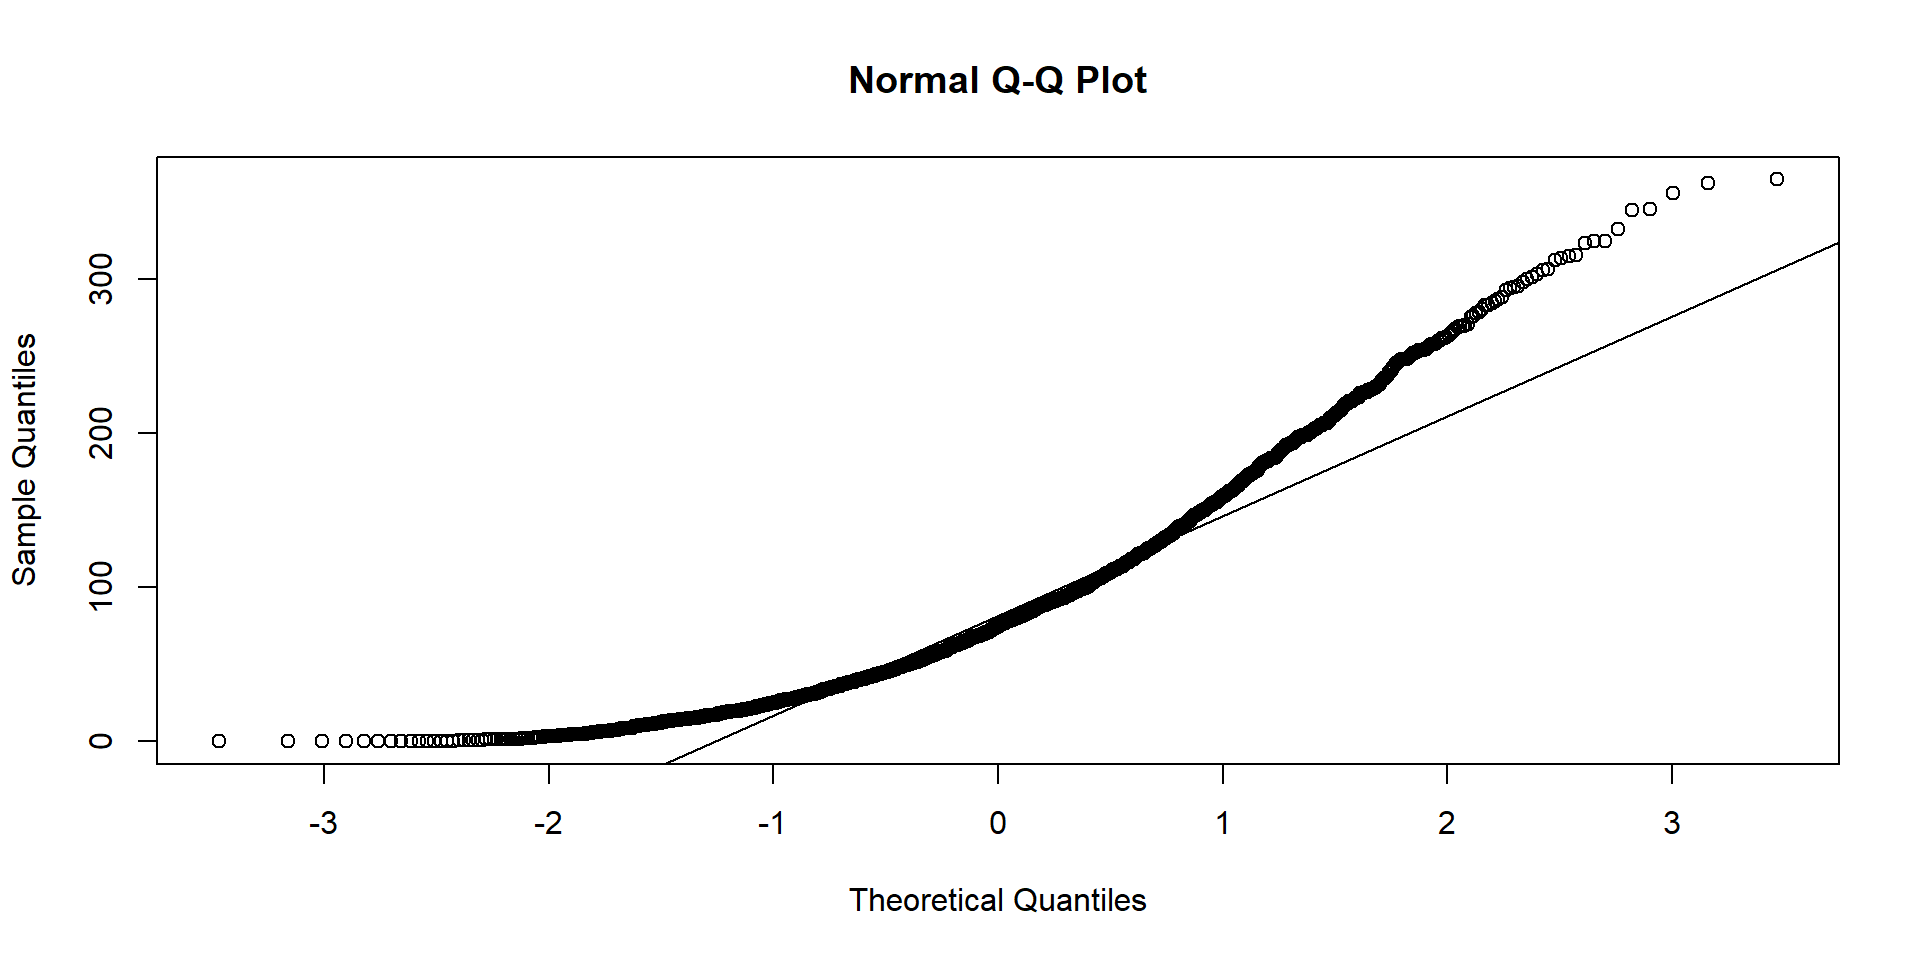 Normal Q-Q Plot
Sample Quantiles
300
200
100
0
-3 -2 -1 0 1 2 3
Theoretical Quantiles